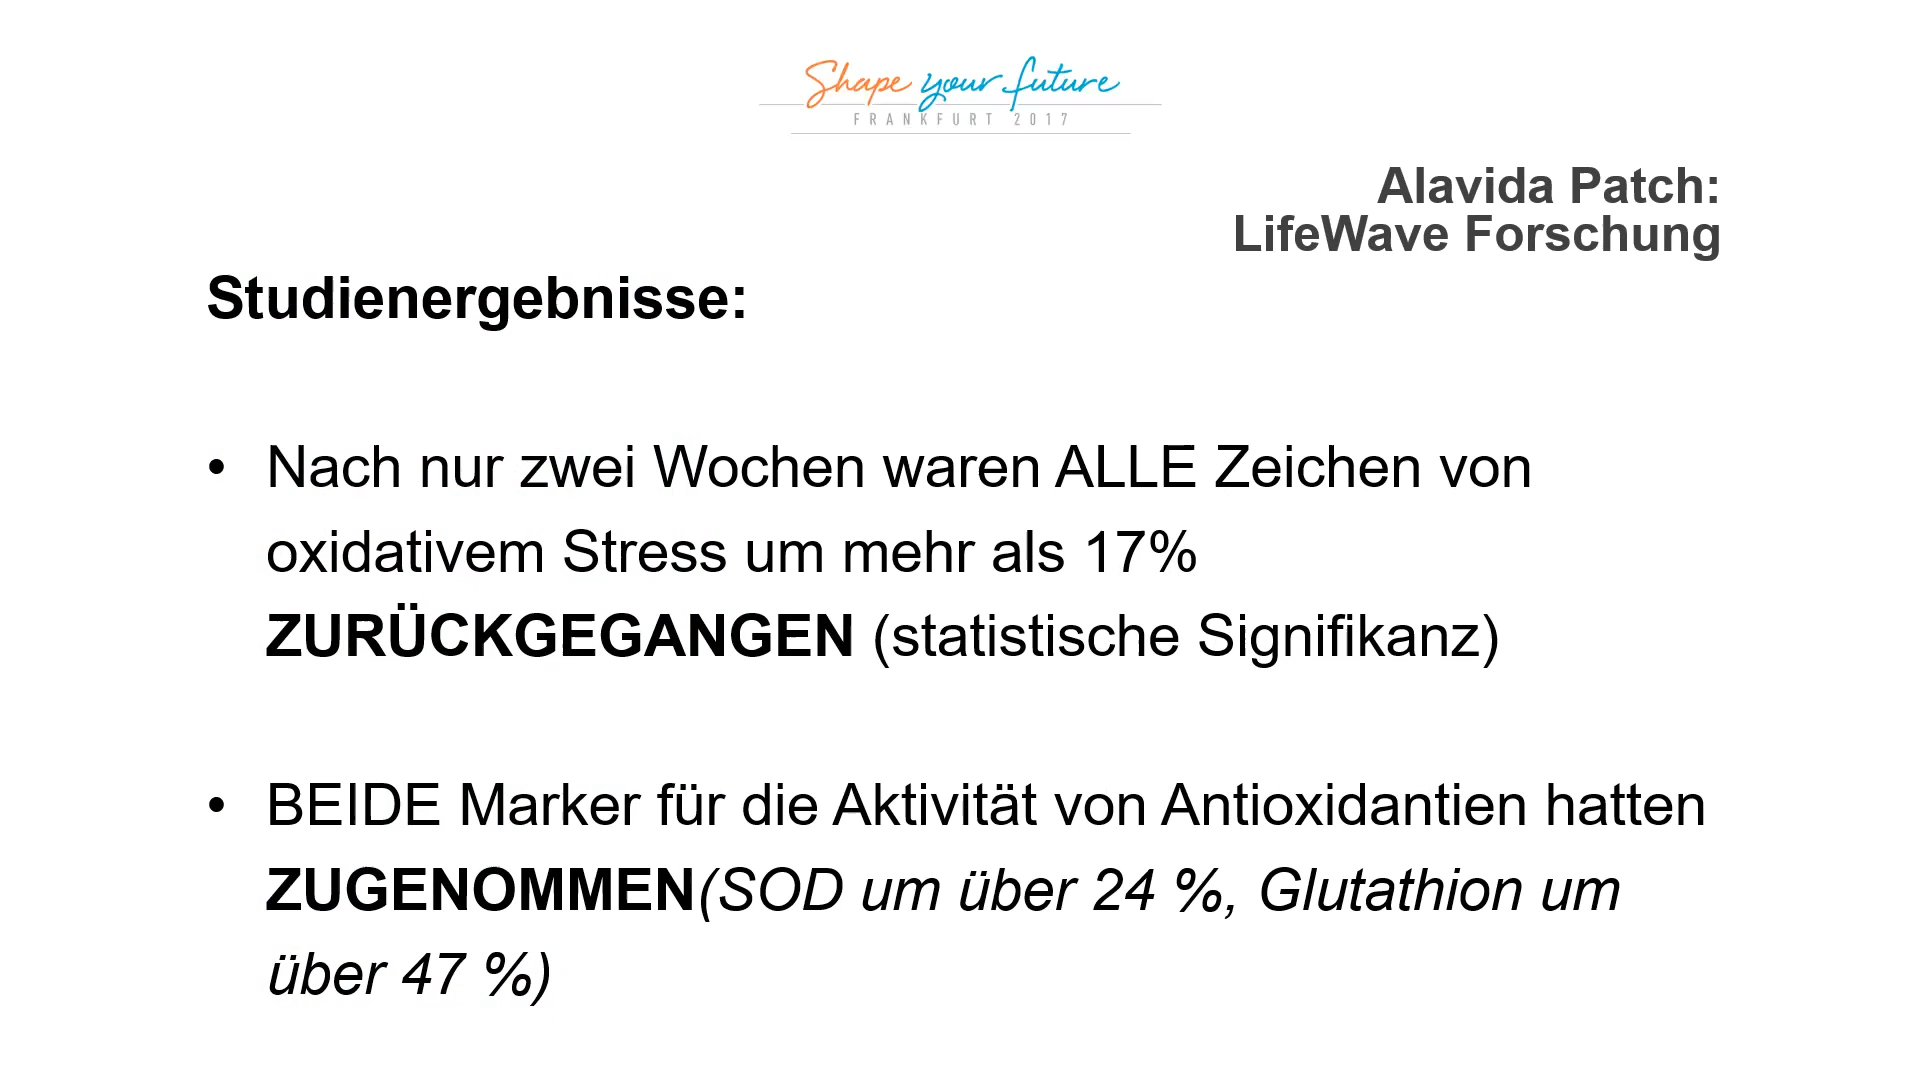 Shape your future
FRANKFURT 2017
Alavida Patch:
LifeWave Forschung
Studienergebnisse:
• Nach nur zwei Wochen waren ALLE Zeichen von
oxidativem Stress um mehr als 17%
ZURÜCKGEGANGEN (statistische Signifikanz)
• BEIDE Marker für die Aktivität von Antioxidantien hatten
ZUGENOMMEN(SOD um über 24 %, Glutathion um
über 47 %)